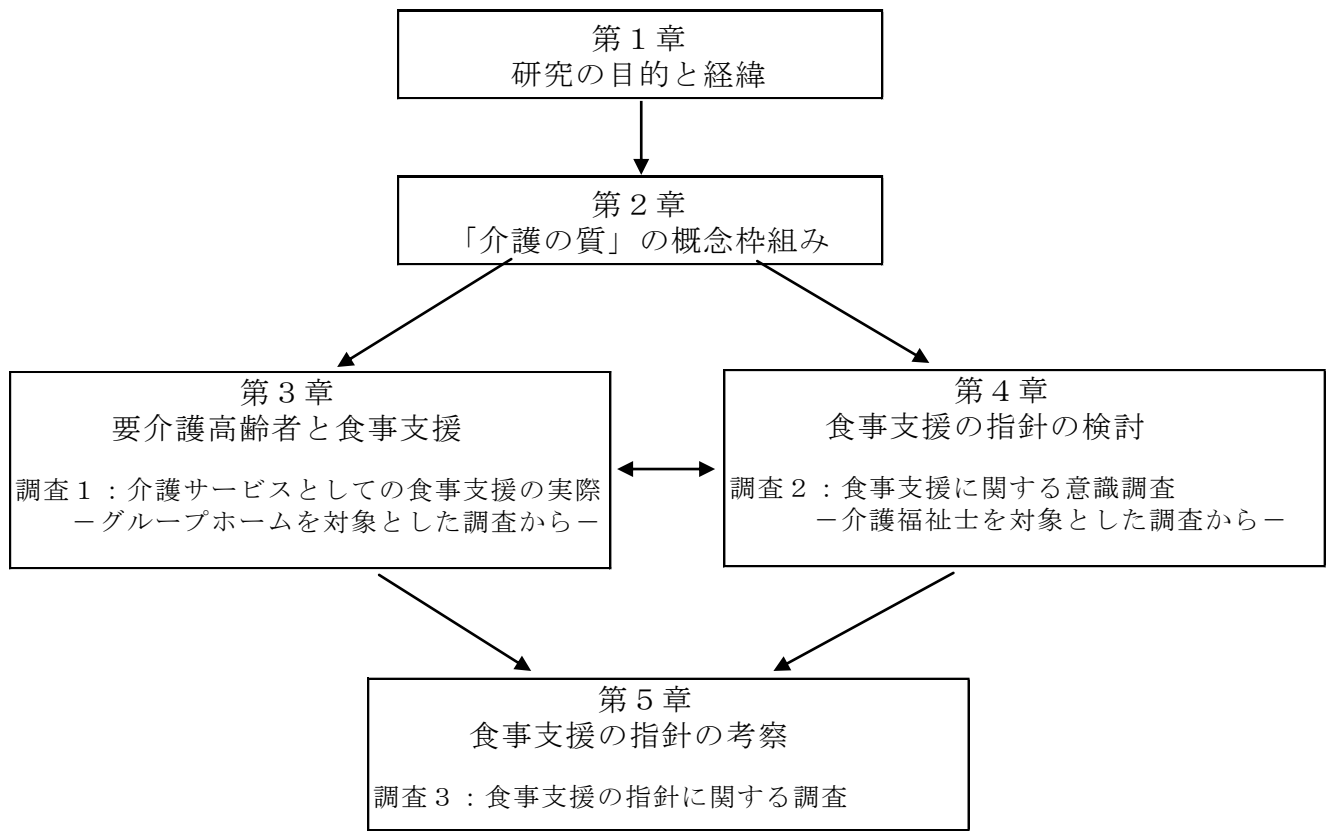 第１章
研究の目的と経緯
第２章
「介護の質」の概念枠組み
第３章
要介護高齢者と食事支援
調査１：介護サービスとしての食事支援の実際
－グループホームを対象とした調査から－
第４章
食事支援の指針の検討
調査２：食事支援に関する意識調査
－介護福祉士を対象とした調査から－
第５章
食事支援の指針の考察
調査３：食事支援の指針に関する調査